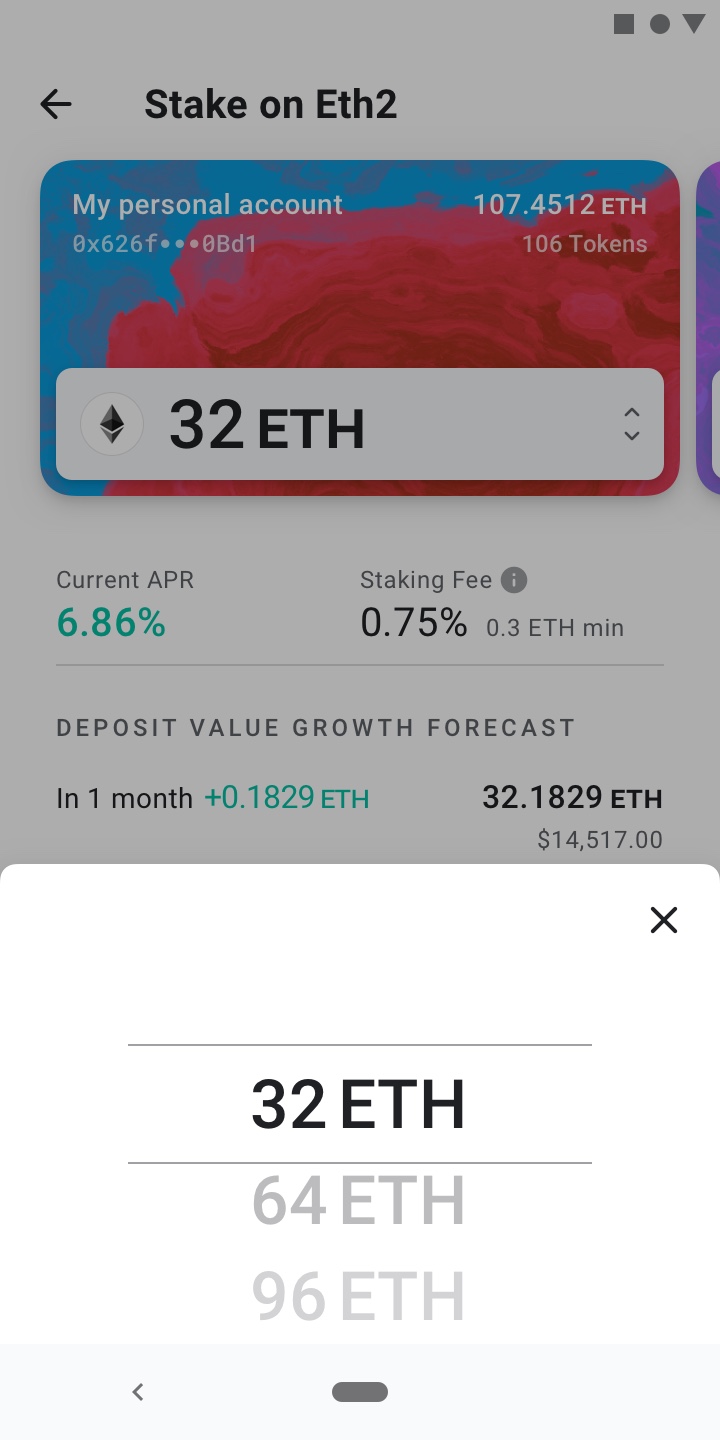 Stake on Eth2
My personal account 107.4512 ETH
0x626f•••0Bd1 106 Tokens
32 ETH
Current APR Staking Fee
6.86% 0.75% 0.3 ETH min
DEPOSIT VALUE GROWTH FORECAST
In 1 month +0.1829 ETH 32.1829 ETH
$14,517.00
32 ETH
64 ETH
96 ETH